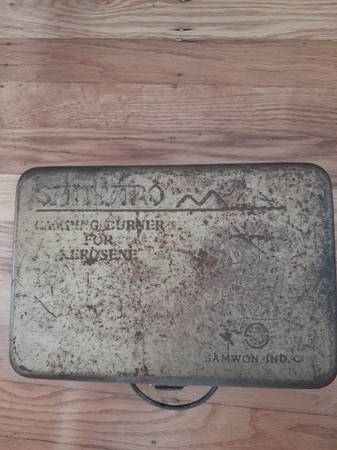 CAMPING BURNER
FOR
KEROSENE
SAMWON IND. C